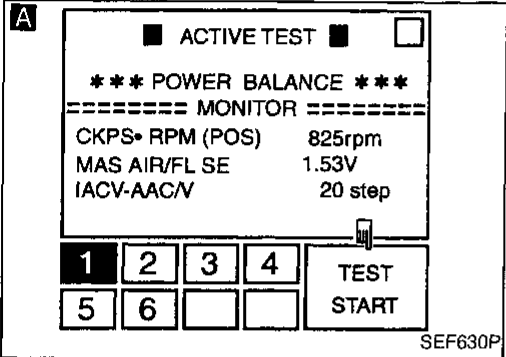 A
ACTIVE TEST
*** POWER BALANCE ***
======== MONITOR ========
CKPS• RPM (POS) 825rpm
MAS AIR/FL SE 1.53V
IACV-AAC/V 20 step
1 2 3 4
5 6
TEST
START
SEF630P